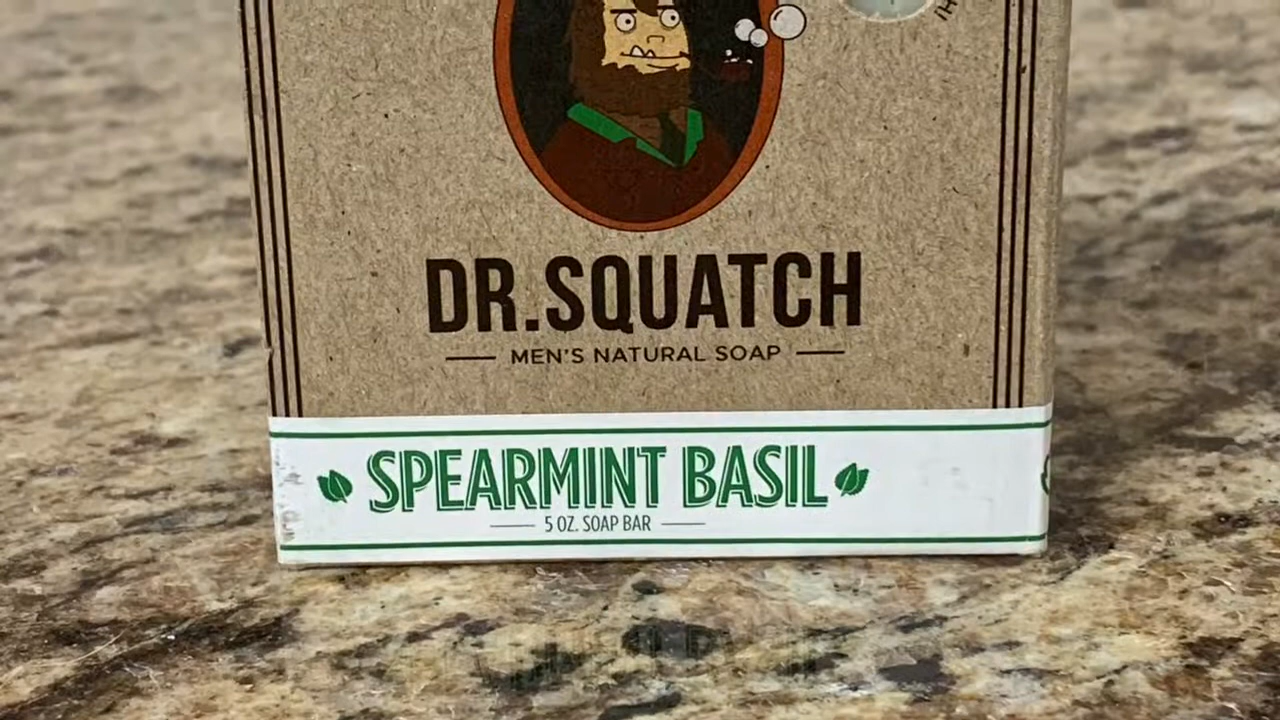 DR. SQUATCH
MEN'S NATURAL SOAP
SPEARMINT BASIL
5 OZ. SOAP BAR